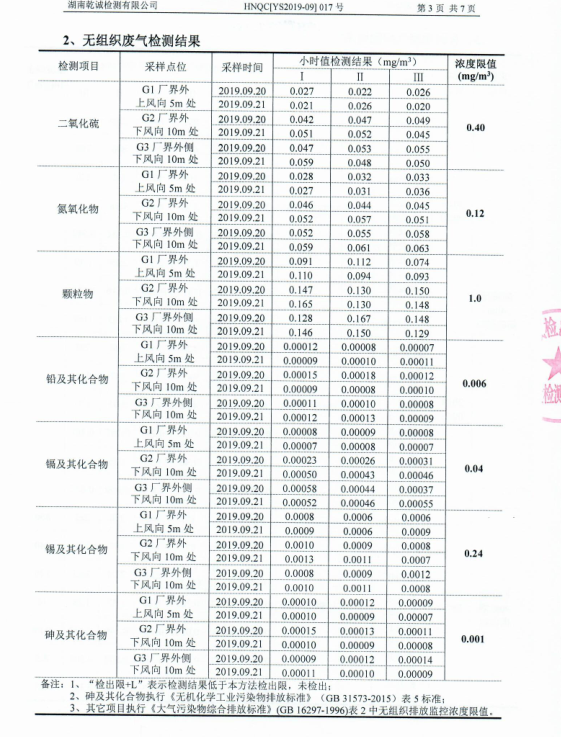 湖南乾诚检测有限公司 HNQC[YS2019-09] 017 号 第 3 页 共 7 页
2、无组织废气检测结果
检测项目 采样点位 采样时间 小时值检测结果（mg/m³） 浓度限值 (mg/m³)
I II III
二氧化硫 G1 厂界外上风向 5m 处 2019.09.20 0.027 0.022 0.026 0.40
2019.09.21 0.021 0.026 0.020
G2 厂界外下风向 10m 处 2019.09.20 0.042 0.047 0.049
2019.09.21 0.051 0.052 0.045
G3 厂界外侧下风向 10m 处 2019.09.20 0.047 0.053 0.055
2019.09.21 0.059 0.048 0.050
氮氧化物 G1 厂界外上风向 5m 处 2019.09.20 0.028 0.032 0.033 0.12
2019.09.21 0.027 0.031 0.036
G2 厂界外下风向 10m 处 2019.09.20 0.046 0.044 0.045
2019.09.21 0.052 0.057 0.051
G3 厂界外侧下风向 10m 处 2019.09.20 0.052 0.055 0.058
2019.09.21 0.059 0.061 0.063
颗粒物 G1 厂界外上风向 5m 处 2019.09.20 0.091 0.112 0.074 1.0
2019.09.21 0.110 0.094 0.093
G2 厂界外下风向 10m 处 2019.09.20 0.147 0.130 0.150
2019.09.21 0.165 0.130 0.148
G3 厂界外侧下风向 10m 处 2019.09.20 0.128 0.167 0.148
2019.09.21 0.146 0.150 0.129
铅及其化合物 G1 厂界外上风向 5m 处 2019.09.20 0.00012 0.00008 0.00007 0.006
2019.09.21 0.00009 0.00010 0.00011
G2 厂界外下风向 10m 处 2019.09.20 0.00015 0.00018 0.00012
2019.09.21 0.00009 0.00008 0.00010
G3 厂界外侧下风向 10m 处 2019.09.20 0.00011 0.00010 0.00008
2019.09.21 0.00012 0.00013 0.00009
镉及其化合物 G1 厂界外上风向 5m 处 2019.09.20 0.00008 0.00009 0.00008 0.04
2019.09.21 0.00007 0.00008 0.00007
G2 厂界外下风向 10m 处 2019.09.20 0.00023 0.00026 0.00031
2019.09.21 0.00050 0.00043 0.00046
G3 厂界外侧下风向 10m 处 2019.09.20 0.00058 0.00044 0.00037
2019.09.21 0.00052 0.00046 0.00055
锡及其化合物 G1 厂界外上风向 5m 处 2019.09.20 0.0008 0.0006 0.0006 0.24
2019.09.21 0.0009 0.0006 0.0009
G2 厂界外下风向 10m 处 2019.09.20 0.0010 0.0009 0.0008
2019.09.21 0.0013 0.0011 0.0007
G3 厂界外侧下风向 10m 处 2019.09.20 0.0008 0.0009 0.0012
2019.09.21 0.0010 0.0011 0.0008
砷及其化合物 G1 厂界外上风向 5m 处 2019.09.20 0.00010 0.00012 0.00009 0.001
2019.09.21 0.00010 0.00009 0.00007
G2 厂界外下风向 10m 处 2019.09.20 0.00015 0.00013 0.00011
2019.09.21 0.00010 0.00009 0.00008
G3 厂界外侧下风向 10m 处 2019.09.20 0.00009 0.00012 0.00014
2019.09.21 0.00011 0.00010 0.00009
备注：1、“检出限+L”表示检测结果低于本方法检出限，未检出；
2、砷及其化合物执行《无机化学工业污染物排放标准》（GB 31573-2015）表 5 标准；
3、其它项目执行《大气污染物综合排放标准》(GB 16297-1996)表 2 中无组织排放监控浓度限值。
检测